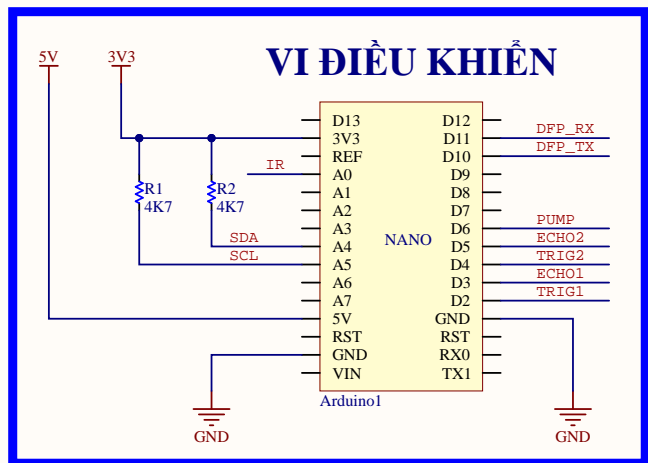 VI ĐIỀU KHIỂN
5V
3V3
D13
3V3
REF
A0
A1
A2
A3
A4
A5
A6
A7
5V
RST
GND
VIN
D12
D11
D10
D9
D8
D7
D6
D5
D4
D3
D2
GND
RST
RX0
TX1
NANO
Arduino1
IR
R1
4K7
R2
4K7
SDA
SCL
DFP_RX
DFP_TX
PUMP
ECHO2
TRIG2
ECHO1
TRIG1
GND
GND